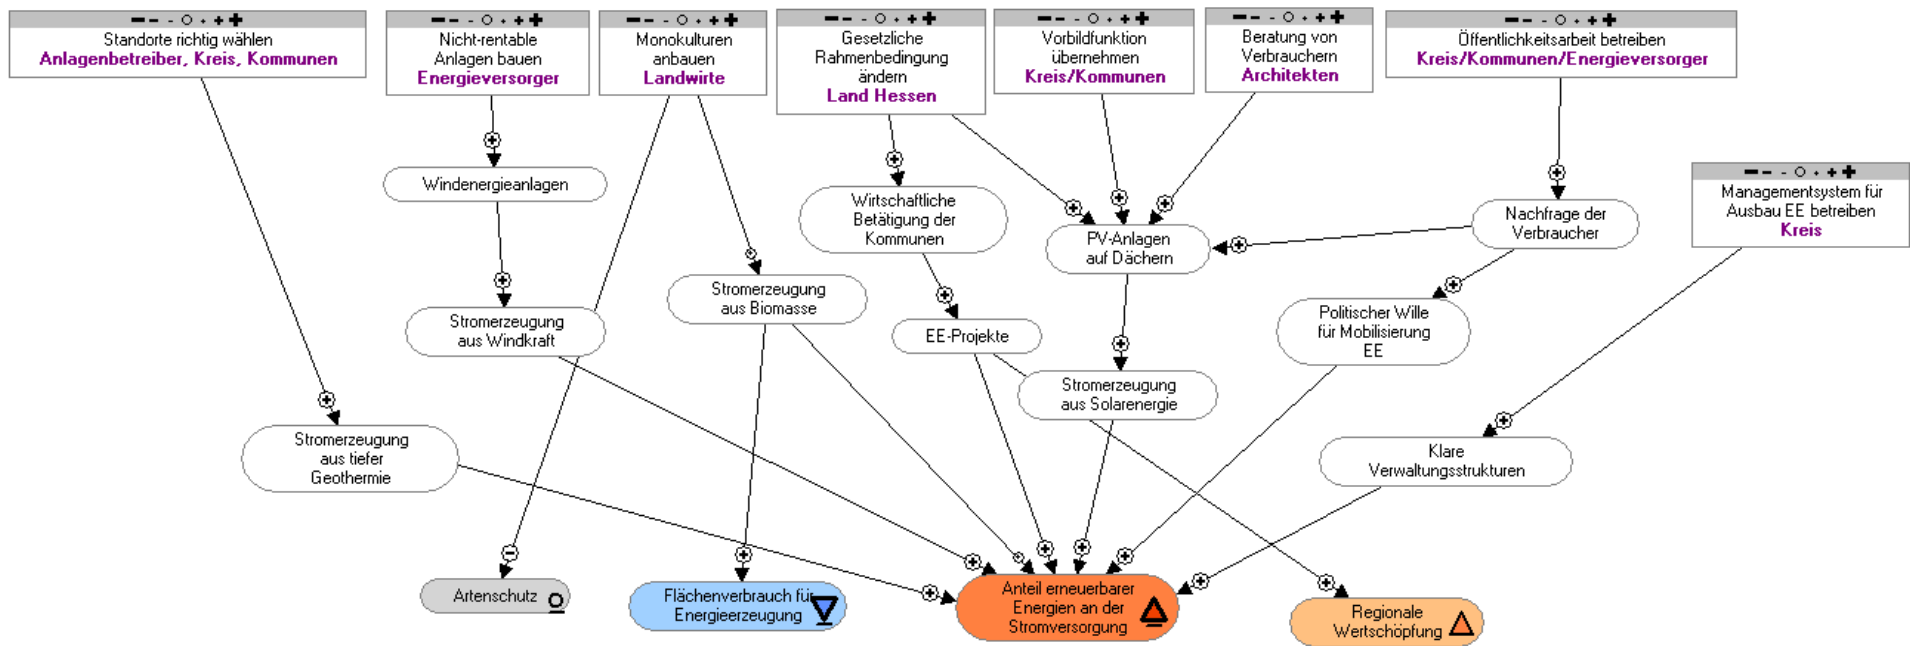 Standorte richtig wählen
Anlagenbetreiber, Kreis, Kommunen
Nicht-rentable
Anlagen bauen
Energieversorger
Monokulturen
anbauen
Landwirte
Gesetzliche
Rahmenbedingung
ändern
Land Hessen
Vorbildfunktion
übernehmen
Kreis/Kommunen
Beratung von
Verbrauchern
Architekten
Öffentlichkeitsarbeit betreiben
Kreis/Kommunen/Energieversorger
Managementsystem für
Ausbau EE betreiben
Kreis
Windenergieanlagen
Wirtschaftliche
Betätigung der
Kommunen
PV-Anlagen
auf Dächern
Nachfrage der
Verbraucher
Stromerzeugung
aus Windkraft
Stromerzeugung
aus Biomasse
EE-Projekte
Politischer Wille
für Mobilisierung
EE
Stromerzeugung
aus Solarenergie
Stromerzeugung
aus tiefer
Geothermie
Klare
Verwaltungsstrukturen
Artenschutz
Flächenverbrauch für
Energieerzeugung
Anteil erneuerbarer
Energien an der
Stromversorgung
Regionale
Wertschöpfung